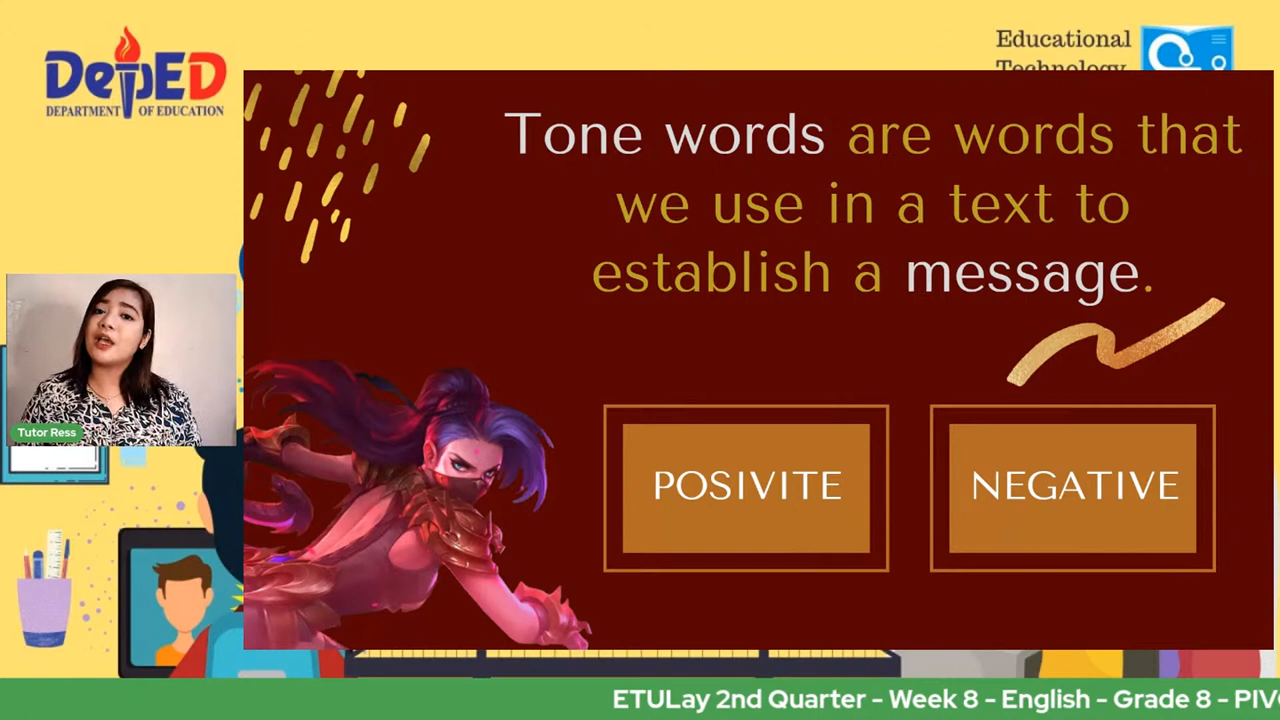 DepED
DEPARTMENT OF EDUCATION
Educational
Technology
Tone words are words that
we use in a text to
establish a message.
Tutor Ress
POSIVITE
NEGATIVE
ETULay 2nd Quarter - Week 8 - English - Grade 8 - PIV